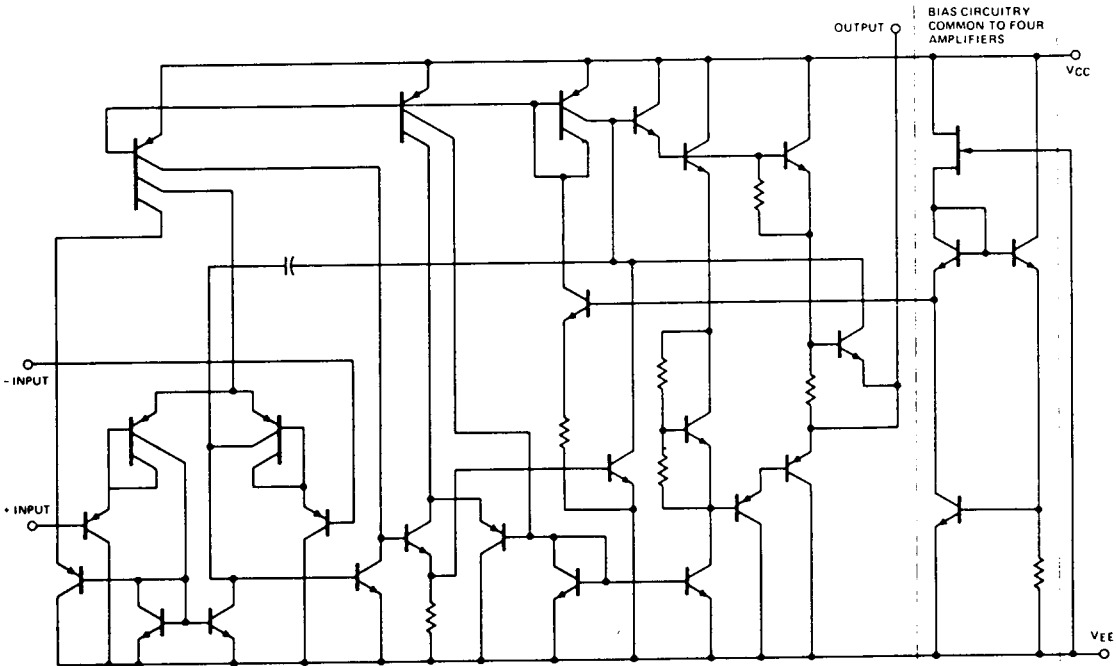 BIAS CIRCUITRY
COMMON TO FOUR
AMPLIFIERS
OUTPUT
VCC
– INPUT
+ INPUT
VEE